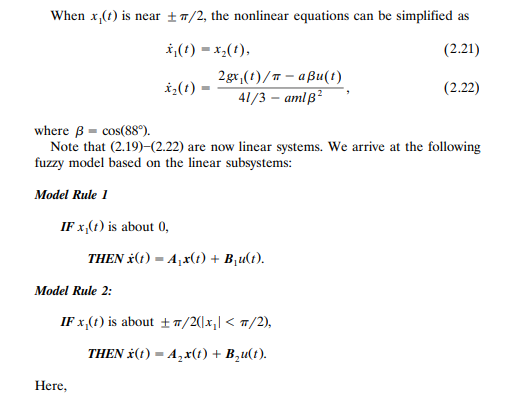 When x₁(t) is near ± π/2, the nonlinear equations can be simplified as
ẋ₁(t) = x₂(t), (2.21)
ẋ₂(t) = (2gx₁(t)/π − aβu(t)) / (4l/3 − amlβ²), (2.22)
where β = cos(88°).
Note that (2.19)–(2.22) are now linear systems. We arrive at the following
fuzzy model based on the linear subsystems:
Model Rule 1
IF x₁(t) is about 0,
THEN ẋ(t) = A₁x(t) + B₁u(t).
Model Rule 2:
IF x₁(t) is about ± π/2(|x₁| < π/2),
THEN ẋ(t) = A₂x(t) + B₂u(t).
Here,